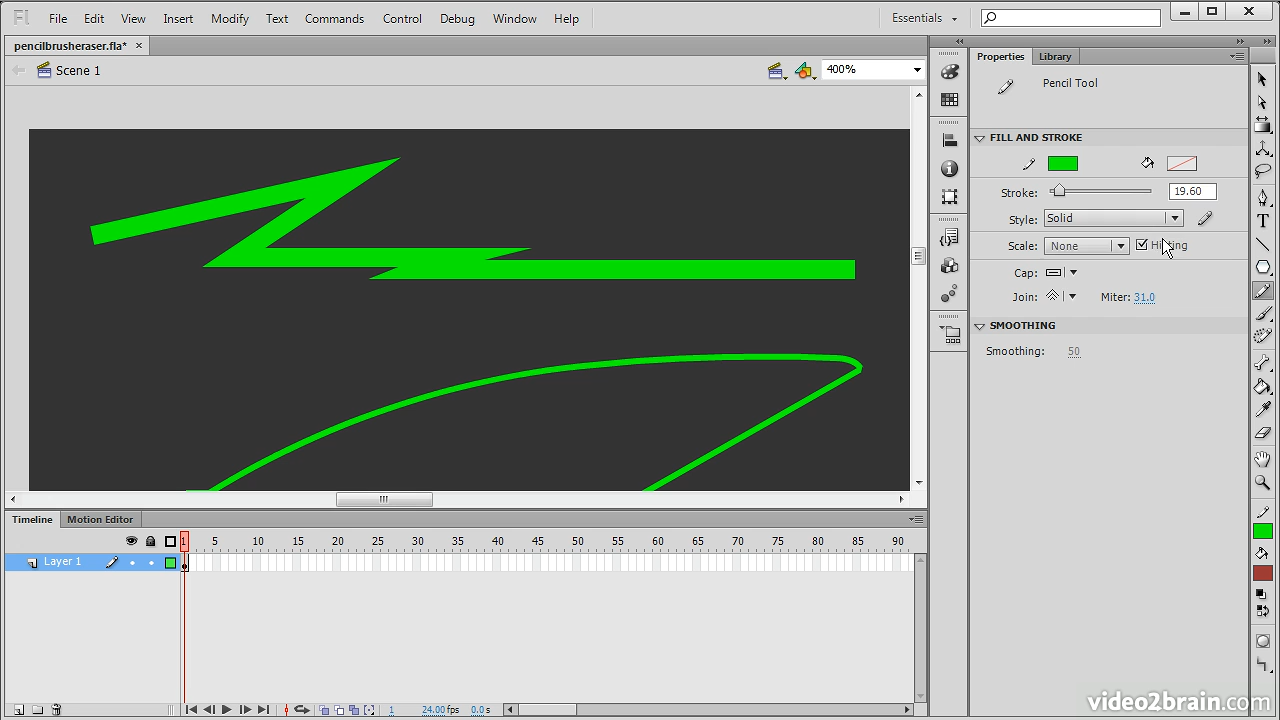 Fl File Edit View Insert Modify Text Commands Control Debug Window Help Essentials
pencilbrusheraser.fla*
Scene 1 400%
Properties Library
Pencil Tool
FILL AND STROKE
Stroke: 19.60
Style: Solid
Scale: None Hinting
Cap:
Join: Miter: 31.0
SMOOTHING
Smoothing: 50
T
Timeline Motion Editor
1 5 10 15 20 25 30 35 40 45 50 55 60 65 70 75 80 85 90
Layer 1
1 24.00 fps 0.0 s
video2brain.com